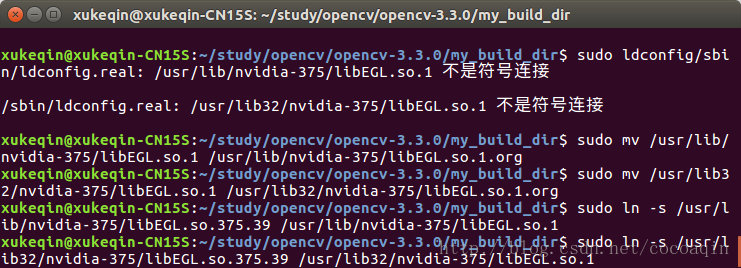 xukeqin@xukeqin-CN15S: ~/study/opencv/opencv-3.3.0/my_build_dir
xukeqin@xukeqin-CN15S:~/study/opencv/opencv-3.3.0/my_build_dir$ sudo ldconfig/sbi
n/ldconfig.real: /usr/lib/nvidia-375/libEGL.so.1 不是符号连接
/sbin/ldconfig.real: /usr/lib32/nvidia-375/libEGL.so.1 不是符号连接
xukeqin@xukeqin-CN15S:~/study/opencv/opencv-3.3.0/my_build_dir$ sudo mv /usr/lib/
nvidia-375/libEGL.so.1 /usr/lib/nvidia-375/libEGL.so.1.org
xukeqin@xukeqin-CN15S:~/study/opencv/opencv-3.3.0/my_build_dir$ sudo mv /usr/lib3
2/nvidia-375/libEGL.so.1 /usr/lib32/nvidia-375/libEGL.so.1.org
xukeqin@xukeqin-CN15S:~/study/opencv/opencv-3.3.0/my_build_dir$ sudo ln -s /usr/l
ib/nvidia-375/libEGL.so.375.39 /usr/lib/nvidia-375/libEGL.so.1
xukeqin@xukeqin-CN15S:~/study/opencv/opencv-3.3.0/my_build_dir$ sudo ln -s /usr/l
ib32/nvidia-375/libEGL.so.375.39 /usr/lib32/nvidia-375/libEGL.so.1
http://blog.csdn.net/cocoaqin